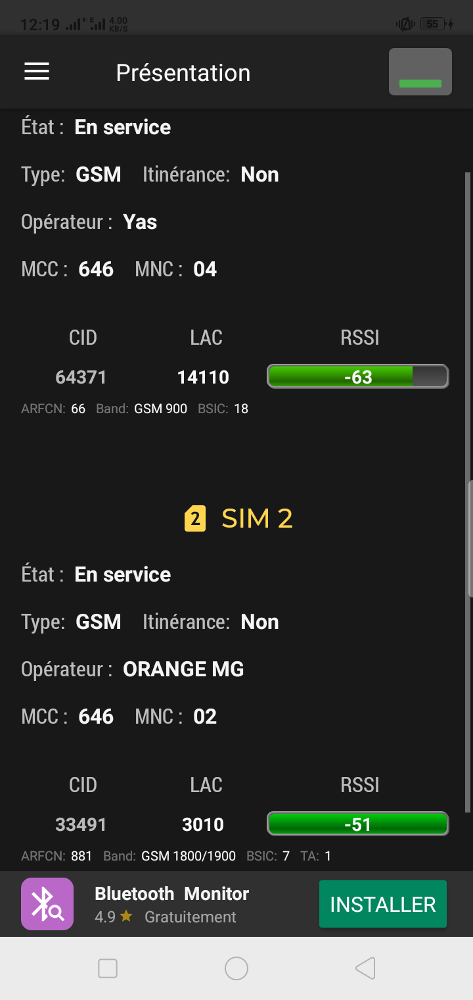 12:19 E 4.00 KB/S 55
Présentation
État : En service
Type: GSM Itinérance: Non
Opérateur : Yas
MCC : 646 MNC : 04
CID LAC RSSI
64371 14110 -63
ARFCN: 66 Band: GSM 900 BSIC: 18
2 SIM 2
État : En service
Type: GSM Itinérance: Non
Opérateur : ORANGE MG
MCC : 646 MNC : 02
CID LAC RSSI
33491 3010 -51
ARFCN: 881 Band: GSM 1800/1900 BSIC: 7 TA: 1
Bluetooth Monitor
4.9 ★ Gratuitement
INSTALLER